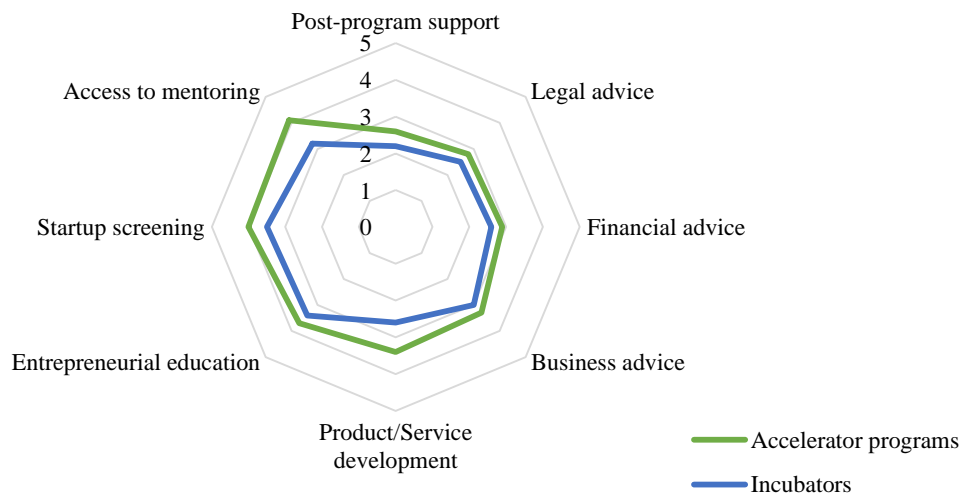 Post-program support
5
Access to mentoring
4
Legal advice
3
2
1
Startup screening
0
Financial advice
Entrepreneurial education
Business advice
Product/Service
development
Accelerator programs
Incubators